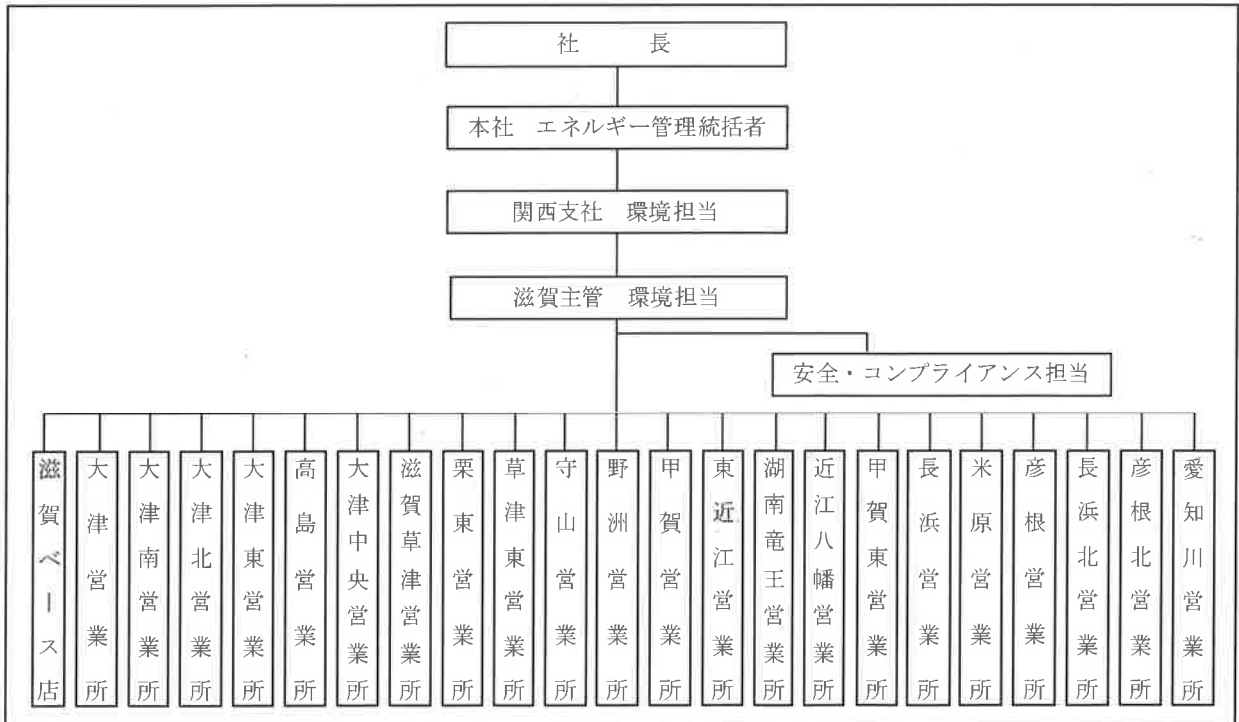 社　　長
本社　エネルギー管理統括者
関西支社　環境担当
滋賀主管　環境担当
安全・コンプライアンス担当
滋賀ベース店
大津営業所
大津南営業所
大津北営業所
大津東営業所
高島営業所
大津中央営業所
滋賀草津営業所
栗東営業所
草津東営業所
守山営業所
野洲営業所
甲賀営業所
東近江営業所
湖南竜王営業所
近江八幡営業所
甲賀東営業所
長浜営業所
米原営業所
彦根営業所
長浜北営業所
彦根北営業所
愛知川営業所